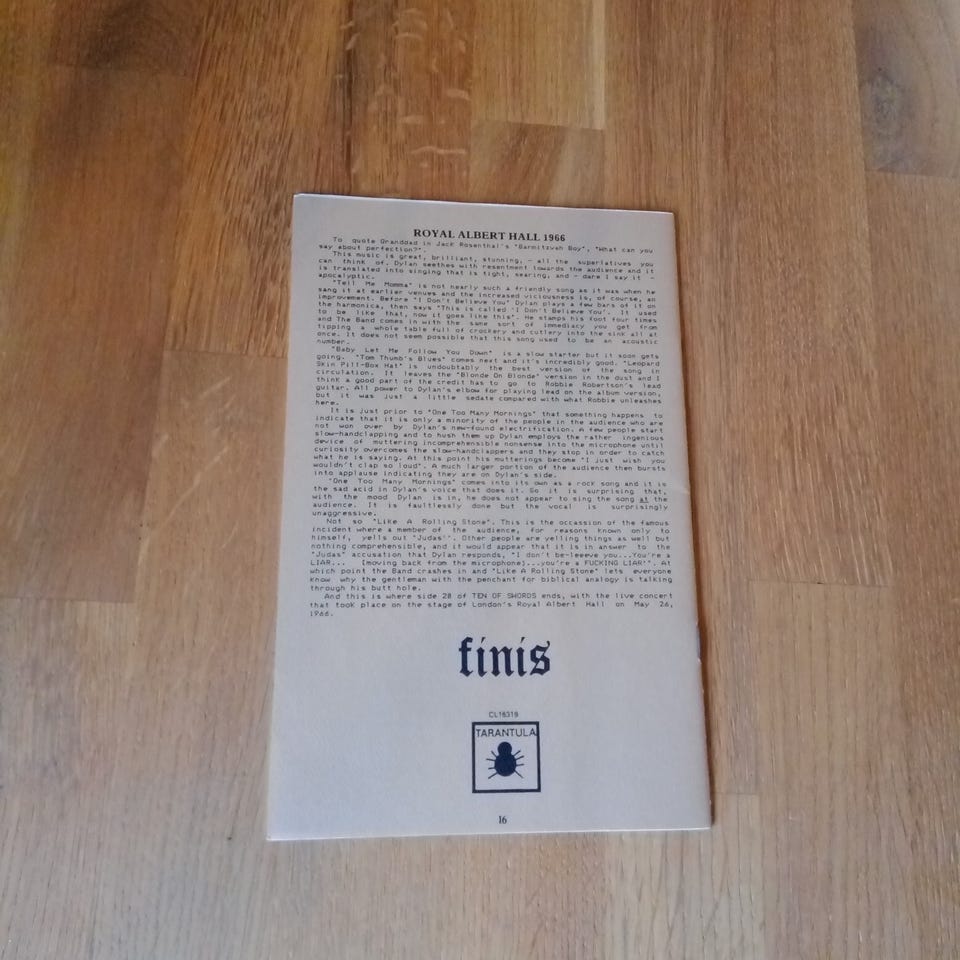 ROYAL ALBERT HALL 1966
To quote Granddad in Jack Rosenthal's "Barmitzvah Boy", "What can you
say about perfection?".
This music is great, brilliant, stunning, - all the superlatives you
can think of. Dylan seethes with resentment towards the audience and it
is translated into singing that is tight, searing, and - dare I say it -
apocalyptic.
"Tell Me Momma" is not nearly such a friendly song as it was when he
sang it at earlier venues and the increased viciousness is, of course, an
improvement. Before "I Don't Believe You" Dylan plays a few bars of it on
the harmonica, then says "This is called 'I Don't Believe You'. It used
to be like that, now it goes like this". He stamps his foot four times
and The Band comes in with the same sort of immediacy you get from
tipping a whole table full of crockery and cutlery into the sink all at
once. It does not seem possible that this song used to be an acoustic
number.
"Baby Let Me Follow You Down" is a slow starter but it soon gets
going. "Tom Thumb's Blues" comes next and it's incredibly good. "Leopard
Skin Pill-Box Hat" is undoubtably the best version of the song in
circulation. It leaves the "Blonde On Blonde" version in the dust and I
think a good part of the credit has to go to Robbie Robertson's lead
guitar. All power to Dylan's elbow for playing lead on the album version,
but it was just a little sedate compared with what Robbie unleashes
here.
It is just prior to "One Too Many Mornings" that something happens to
indicate that it is only a minority of the people in the audience who are
not won over by Dylan's new-found electrification. A few people start
slow-handclapping and to hush them up Dylan employs the rather ingenious
device of muttering incomprehensible nonsense into the microphone until
curiosity overcomes the slow-handclappers and they stop in order to catch
what he is saying. At this point his mutterings become "I just wish you
wouldn't clap so loud". A much larger portion of the audience then bursts
into applause indicating they are on Dylan's side.
"One Too Many Mornings" comes into its own as a rock song and it is
the sad acid in Dylan's voice that does it. So it is surprising that,
with the mood Dylan is in, he does not appear to sing the song at the
audience. It is faultlessly done but the vocal is surprisingly
unaggressive.
Not so "Like A Rolling Stone". This is the occassion of the famous
incident where a member of the audience, for reasons known only to
himself, yells out "Judas!". Other people are yelling things as well but
nothing comprehensible, and it would appear that it is in answer to the
"Judas" accusation that Dylan responds, "I don't be-leeve you...You're a
LIAR... (moving back from the microphone)...you're a FUCKING LIAR!". At
which point the Band crashes in and "Like A Rolling Stone" lets everyone
know why the gentleman with the penchant for biblical analogy is talking
through his butt hole.
And this is where side 20 of TEN OF SWORDS ends, with the live concert
that took place on the stage of London's Royal Albert Hall on May 26,
1966.
finis
CL16319
TARANTULA
16